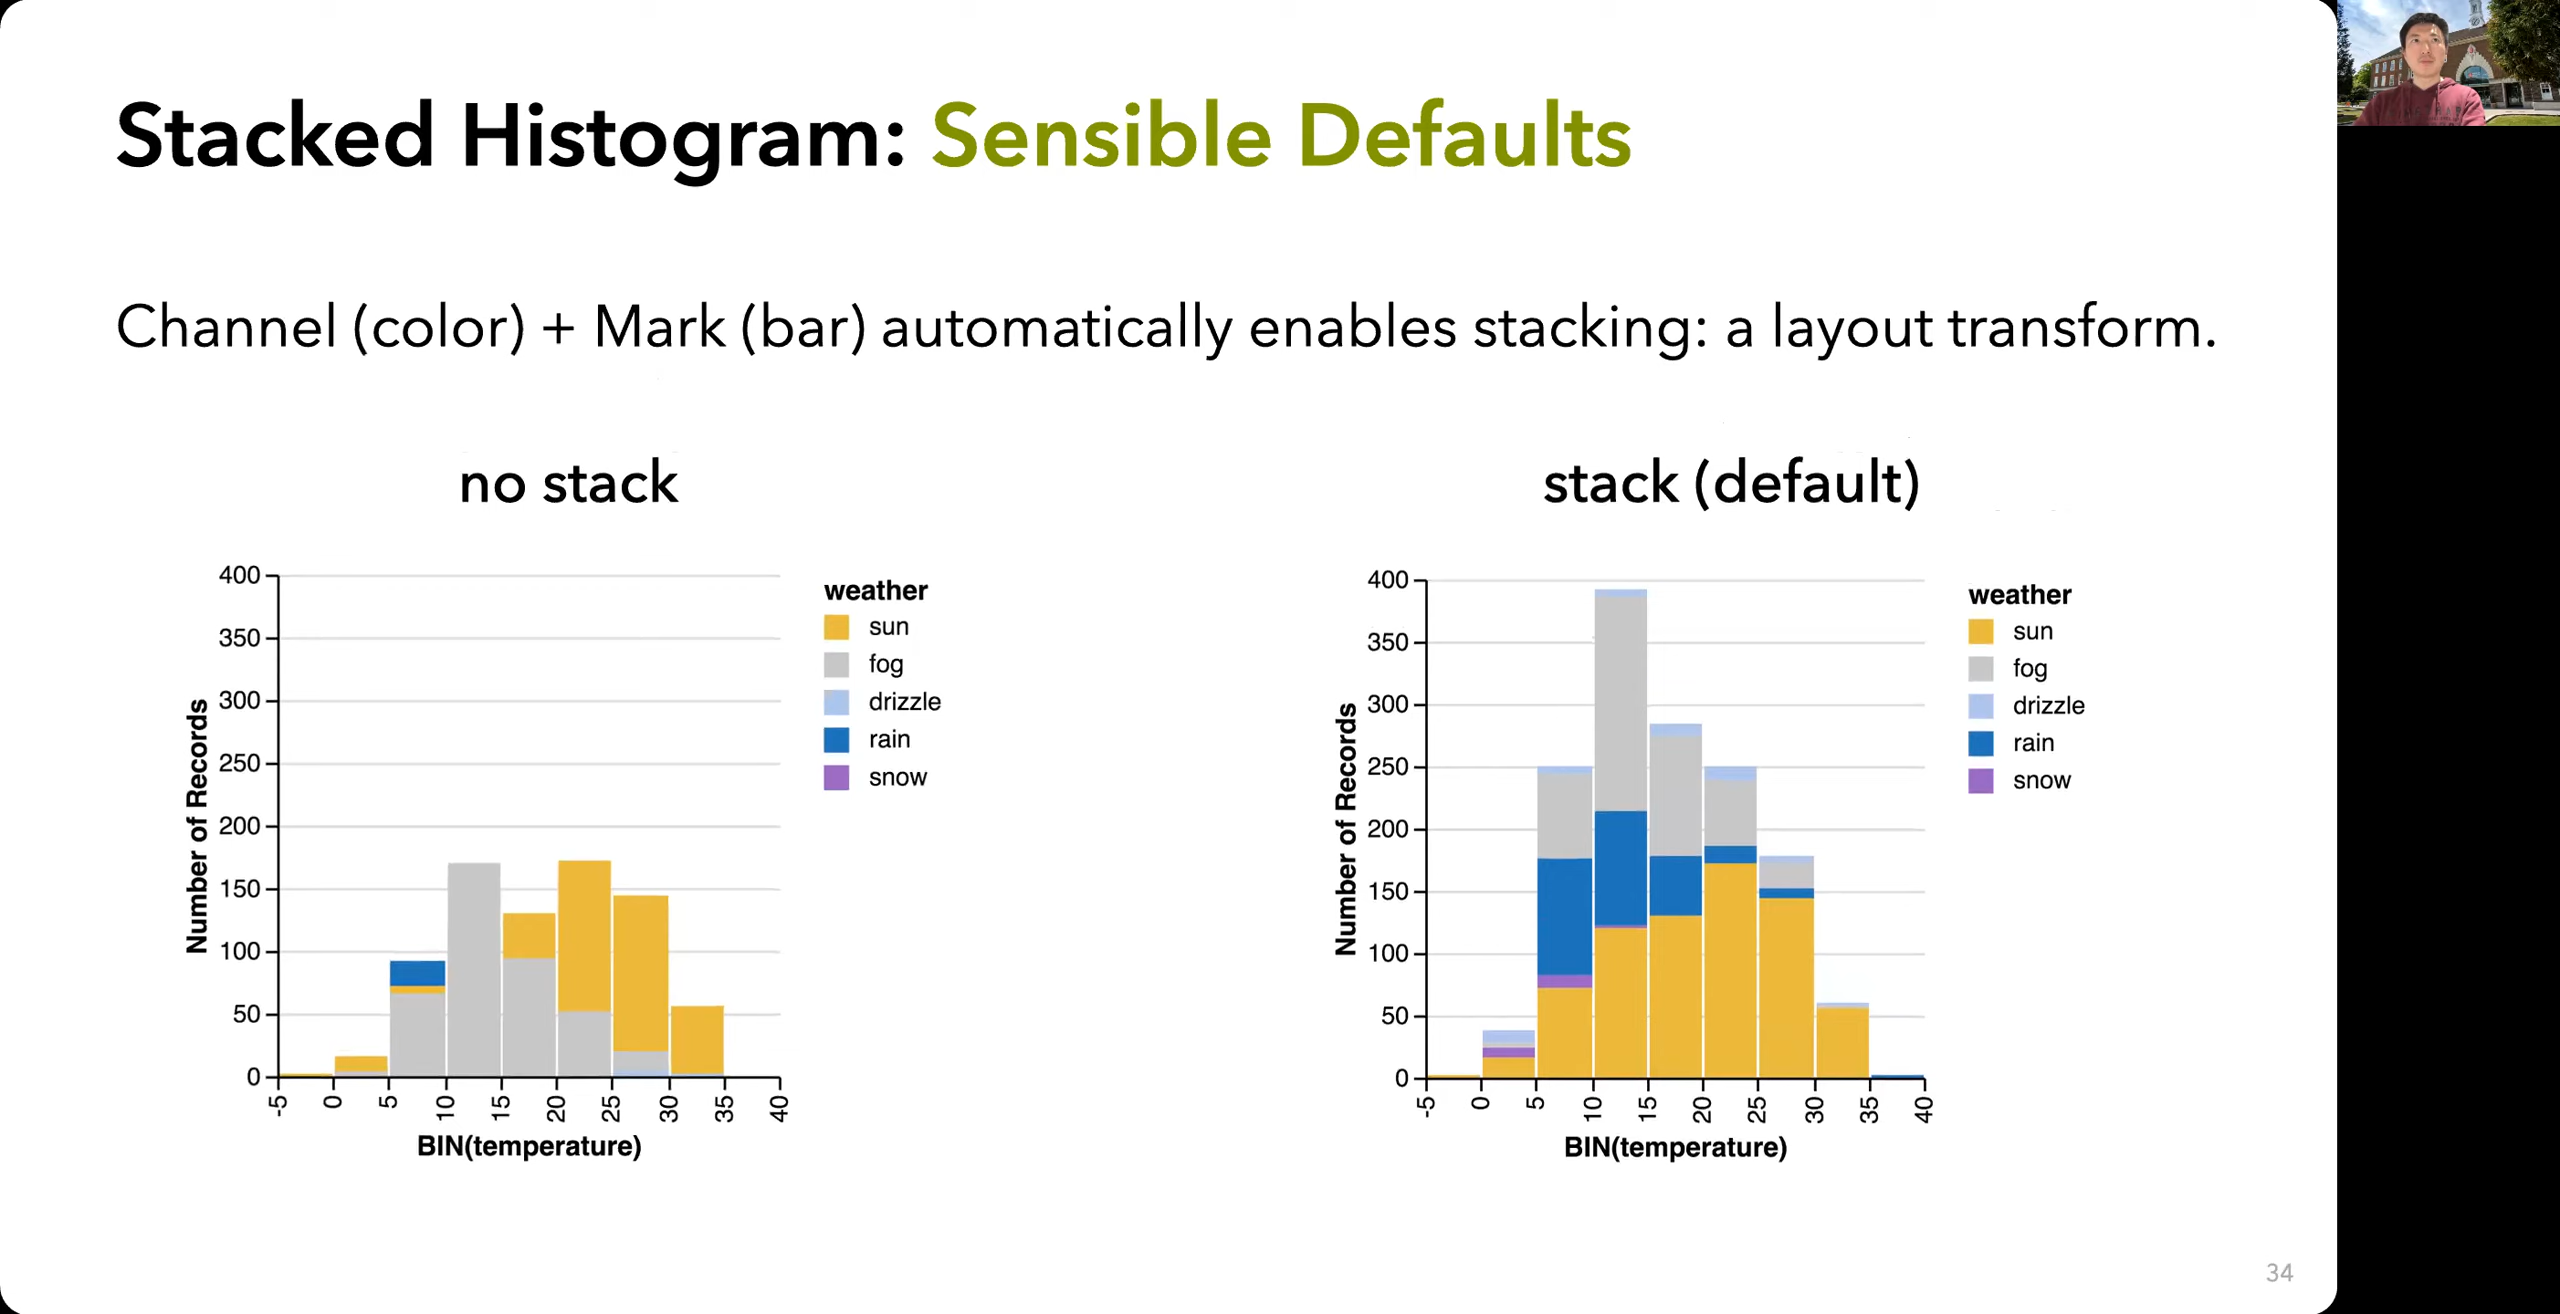 Stacked Histogram: Sensible Defaults
Channel (color) + Mark (bar) automatically enables stacking: a layout transform.
no stack
400
350
300
250
200
150
100
50
0
Number of Records
-5 0 5 10 15 20 25 30 35 40
BIN(temperature)
weather
sun
fog
drizzle
rain
snow
stack (default)
400
350
300
250
200
150
100
50
0
Number of Records
-5 0 5 10 15 20 25 30 35 40
BIN(temperature)
weather
sun
fog
drizzle
rain
snow
34